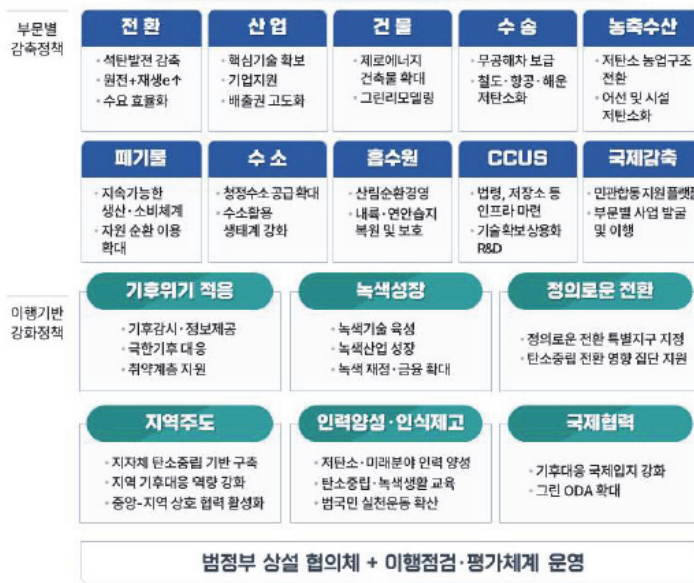 부문별
감축정책
전 환
• 석탄발전 감축
• 원전+재생e↑
• 수요 효율화
산 업
• 핵심기술 확보
• 기업지원
• 배출권 고도화
건 물
• 제로에너지
건축물 확대
• 그린리모델링
수 송
• 무공해차 보급
• 철도·항공·해운
저탄소화
농축수산
• 저탄소 농업구조
전환
• 어선 및 시설
저탄소화
폐기물
• 지속가능한
생산·소비체계
• 자원 순환 이용
확대
수 소
• 청정수소 공급 확대
• 수소활용
생태계 강화
흡수원
• 산림순환경영
• 내륙·연안습지
복원 및 보호
CCUS
• 법령, 저장소 등
인프라 마련
• 기술확보 상용화
R&D
국제감축
• 민관합동 지원 플랫폼
• 부문별 사업 발굴
및 이행
이행기반
강화정책
기후위기 적응
• 기후감시·정보제공
• 극한기후 대응
• 취약계층 지원
녹색성장
• 녹색기술 육성
• 녹색산업 성장
• 녹색 재정·금융 확대
정의로운 전환
• 정의로운 전환 특별지구 지정
• 탄소중립 전환 영향 집단 지원
지역주도
• 지자체 탄소중립 기반 구축
• 지역 기후대응 역량 강화
• 중앙-지역 상호 협력 활성화
인력양성·인식제고
• 저탄소·미래분야 인력 양성
• 탄소중립·녹색생활 교육
• 범국민 실천운동 확산
국제협력
• 기후대응 국제입지 강화
• 그린 ODA 확대
범정부 상설 협의체 + 이행점검·평가체계 운영